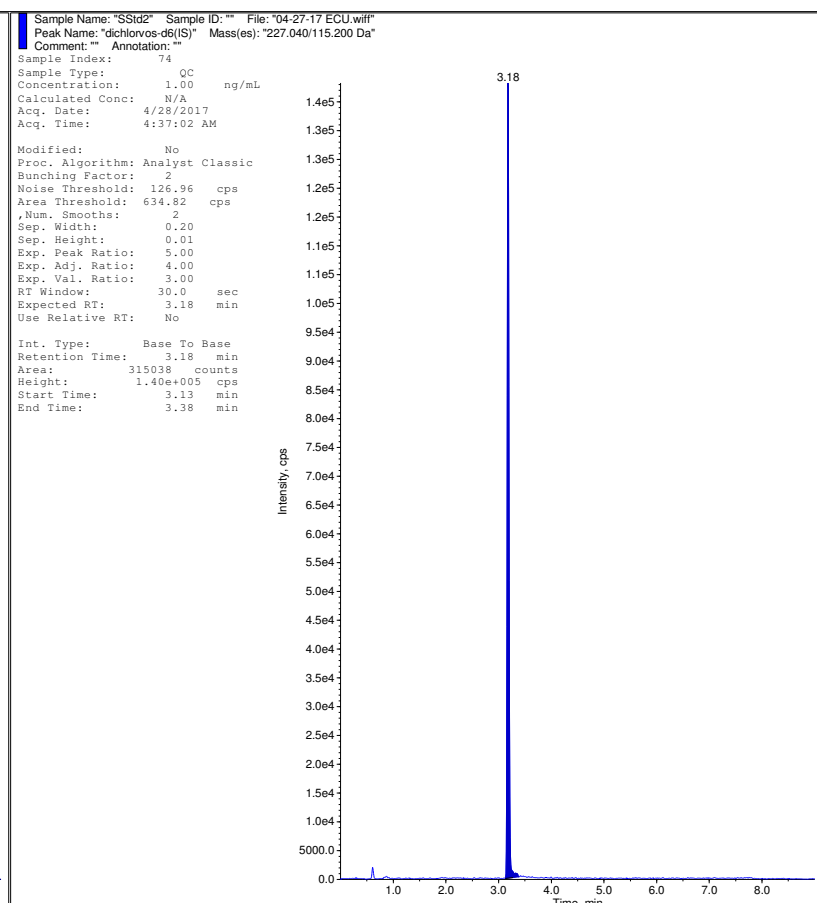 Sample Name: "SStd2" Sample ID: "" File: "04-27-17 ECU.wiff"
Peak Name: "dichlorvos-d6(IS)" Mass(es): "227.040/115.200 Da"
Comment: "" Annotation: ""
Sample Index: 74
Sample Type: QC
Concentration: 1.00 ng/mL
Calculated Conc: N/A
Acq. Date: 4/28/2017
Acq. Time: 4:37:02 AM
Modified: No
Proc. Algorithm: Analyst Classic
Bunching Factor: 2
Noise Threshold: 126.96 cps
Area Threshold: 634.82 cps
,Num. Smooths: 2
Sep. Width: 0.20
Sep. Height: 0.01
Exp. Peak Ratio: 5.00
Exp. Adj. Ratio: 4.00
Exp. Val. Ratio: 3.00
RT Window: 30.0 sec
Expected RT: 3.18 min
Use Relative RT: No
Int. Type: Base To Base
Retention Time: 3.18 min
Area: 315038 counts
Height: 1.40e+005 cps
Start Time: 3.13 min
End Time: 3.38 min
3.18
1.4e5
1.3e5
1.3e5
1.2e5
1.2e5
1.1e5
1.1e5
1.0e5
9.5e4
9.0e4
8.5e4
8.0e4
7.5e4
7.0e4
6.5e4
6.0e4
5.5e4
5.0e4
4.5e4
4.0e4
3.5e4
3.0e4
2.5e4
2.0e4
1.5e4
1.0e4
5000.0
0.0
Intensity, cps
1.0 2.0 3.0 4.0 5.0 6.0 7.0 8.0
Time, min